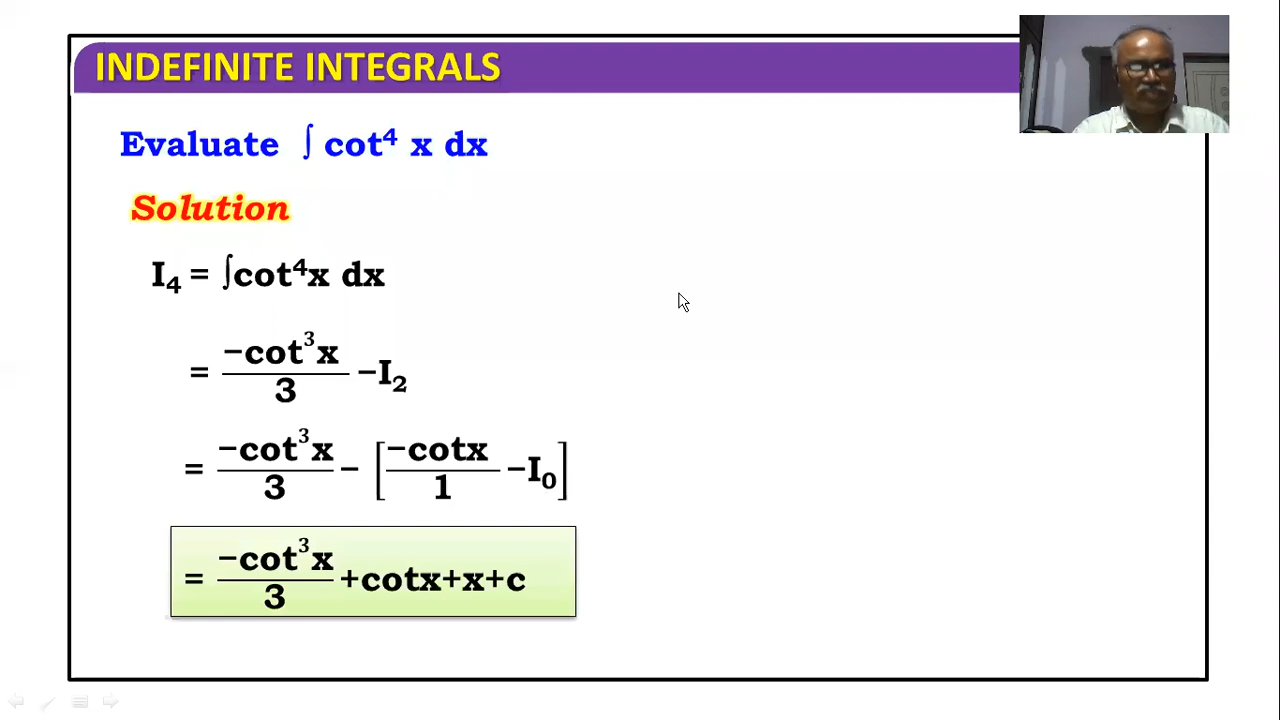 INDEFINITE INTEGRALS
Evaluate ∫ cot⁴ x dx
Solution
I₄ = ∫cot⁴x dx
= −cot³x/3 −I₂
= −cot³x/3 − [−cotx/1 −I₀]
= −cot³x/3 +cotx+x+c